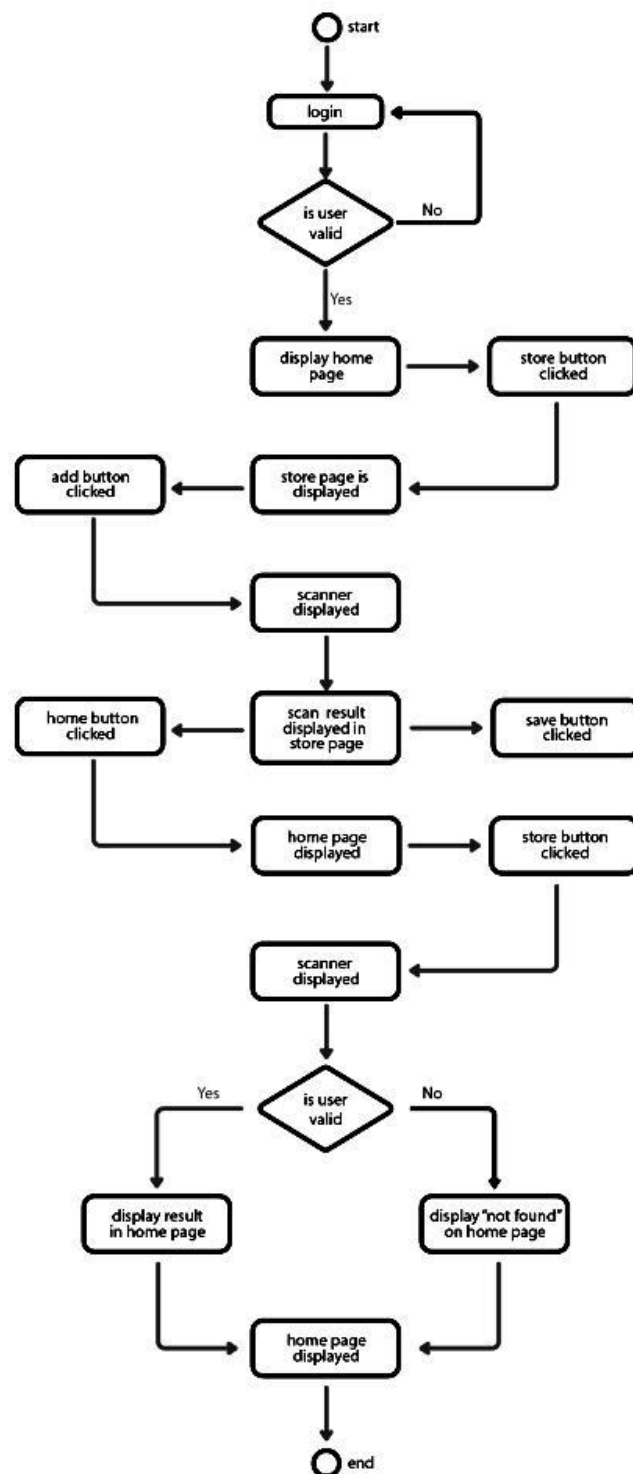 start
login
is user
valid
No
Yes
display home
page
store button
clicked
add button
clicked
store page is
displayed
scanner
displayed
home button
clicked
scan result
displayed in
store page
save button
clicked
home page
displayed
store button
clicked
scanner
displayed
Yes
is user
valid
No
display result
in home page
display "not found"
on home page
home page
displayed
end